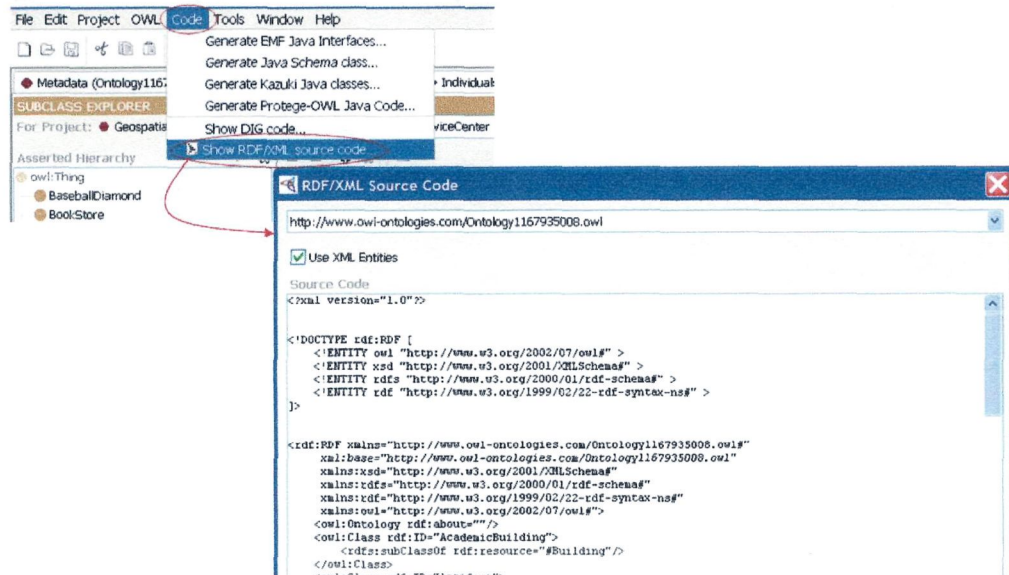 File Edit Project OWL Code Tools Window Help
Generate EMF Java Interfaces...
Generate Java Schema class...
Generate Kazuki Java classes...
Generate Protege-OWL Java Code...
Show DIG code...
Show RDF/XML source code...
Metadata (Ontology1167
Individuals
SUBCLASS EXPLORER
For Project: Geospatia
viceCenter
Asserted Hierarchy
owl:Thing
BaseballDiamond
BookStore
RDF/XML Source Code
http://www.owl-ontologies.com/Ontology1167935008.owl
Use XML Entities
Source Code
<?xml version="1.0"?>
<!DOCTYPE rdf:RDF [
<!ENTITY owl "http://www.w3.org/2002/07/owl#" >
<!ENTITY xsd "http://www.w3.org/2001/XMLSchema#" >
<!ENTITY rdfs "http://www.w3.org/2000/01/rdf-schema#" >
<!ENTITY rdf "http://www.w3.org/1999/02/22-rdf-syntax-ns#" >
]>
<rdf:RDF xmlns="http://www.owl-ontologies.com/Ontology1167935008.owl#"
xml:base="http://www.owl-ontologies.com/Ontology1167935008.owl"
xmlns:xsd="http://www.w3.org/2001/XMLSchema#"
xmlns:rdfs="http://www.w3.org/2000/01/rdf-schema#"
xmlns:rdf="http://www.w3.org/1999/02/22-rdf-syntax-ns#"
xmlns:owl="http://www.w3.org/2002/07/owl#">
<owl:Ontology rdf:about=""/>
<owl:Class rdf:ID="AcademicBuilding">
<rdfs:subClassOf rdf:resource="#Building"/>
</owl:Class>